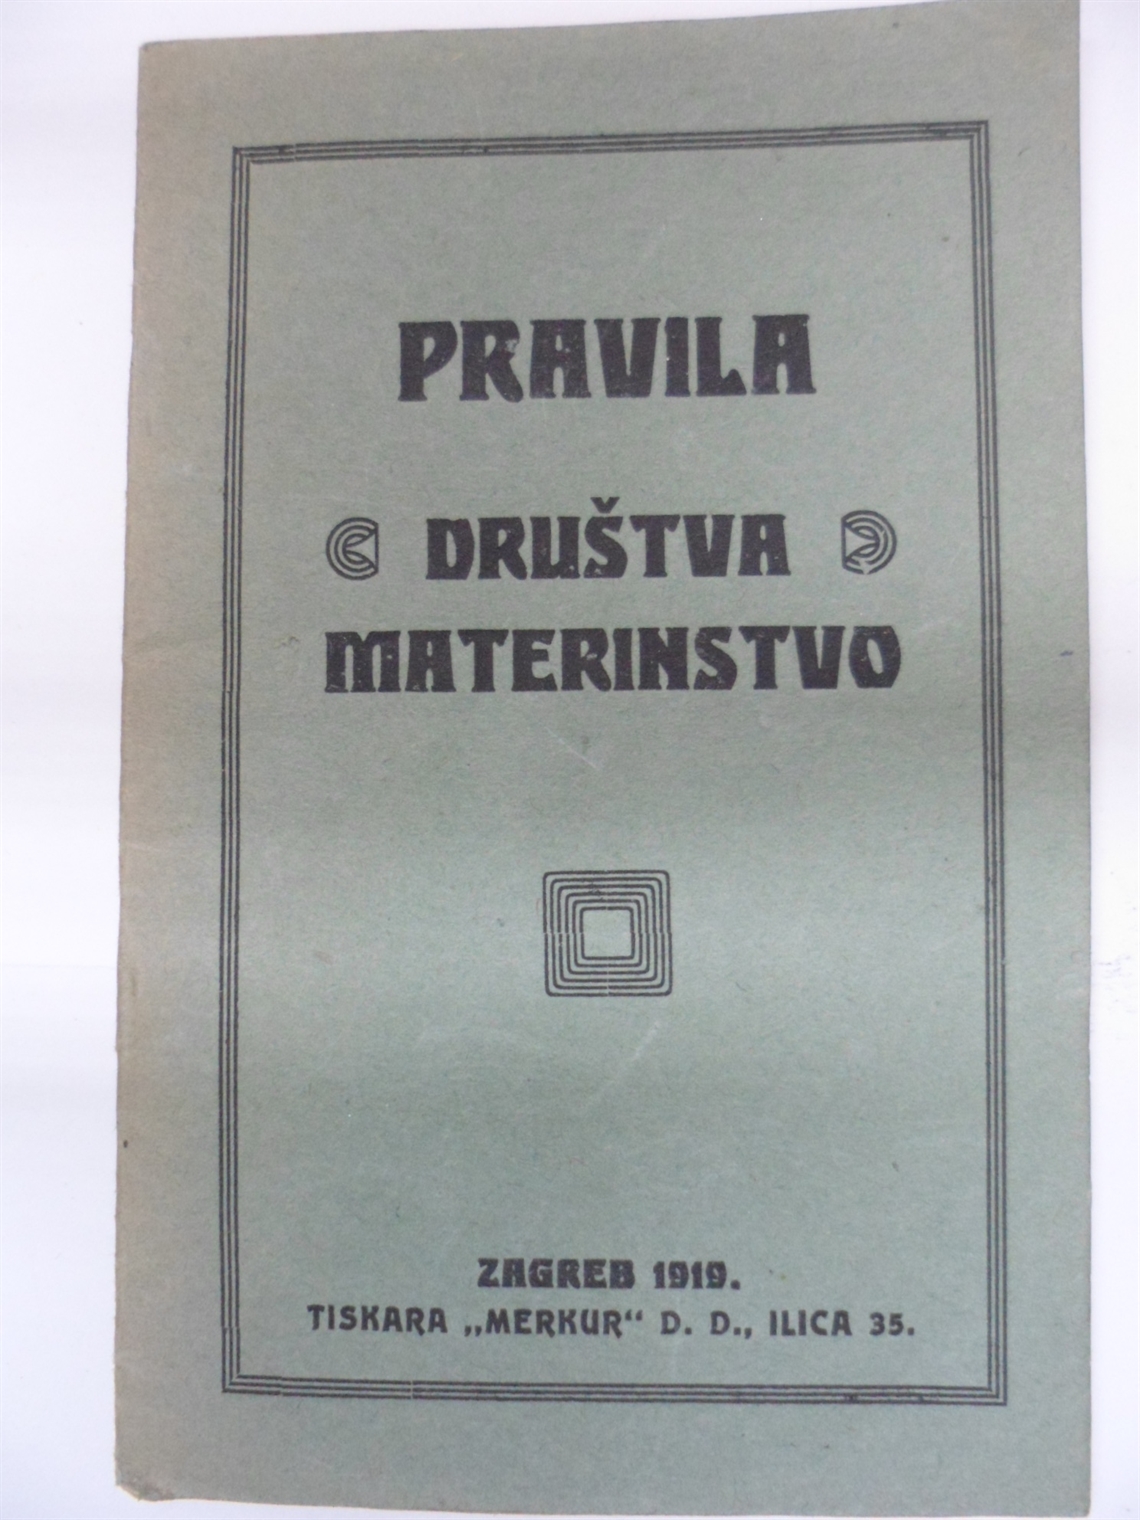 PRAVILA
DRUŠTVA
MATERINSTVO
ZAGREB 1919.
TISKARA „MERKUR“ D. D., ILICA 35.